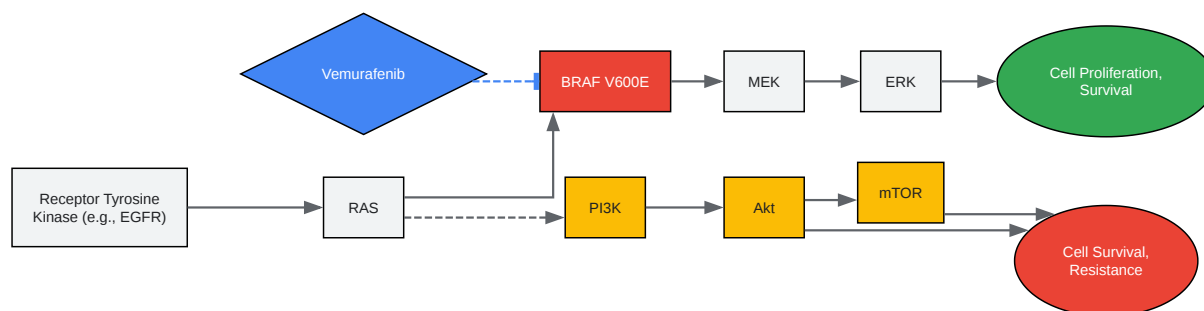 Vemurafenib
BRAF V600E
MEK
ERK
Cell Proliferation,
Survival
Receptor Tyrosine
Kinase (e.g., EGFR)
RAS
PI3K
Akt
mTOR
Cell Survival,
Resistance